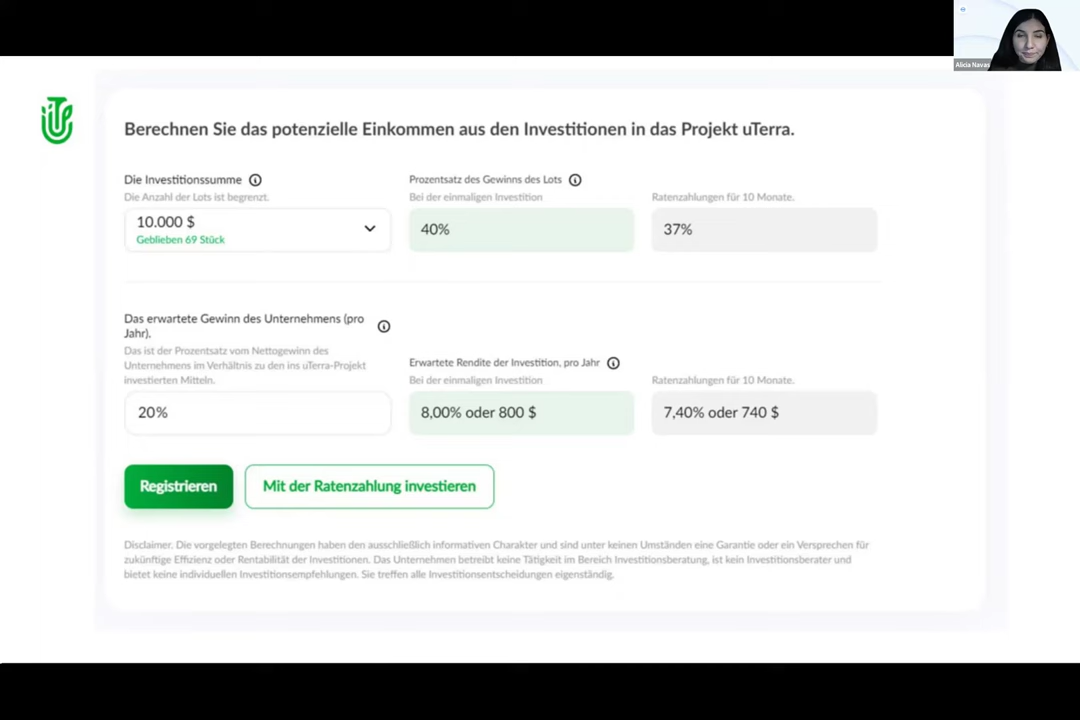 Alicia Navas
Berechnen Sie das potenzielle Einkommen aus den Investitionen in das Projekt uTerra.
Die Investitionssumme
Die Anzahl der Lots ist begrenzt.
10.000 $
Geblieben 69 Stück
Prozentsatz des Gewinns des Lots
Bei der einmaligen Investition
40%
Ratenzahlungen für 10 Monate.
37%
Das erwartete Gewinn des Unternehmens (pro
Jahr).
Das ist der Prozentsatz vom Nettogewinn des
Unternehmens im Verhältnis zu den ins uTerra-Projekt
investierten Mitteln.
20%
Erwartete Rendite der Investition, pro Jahr
Bei der einmaligen Investition
8,00% oder 800 $
Ratenzahlungen für 10 Monate.
7,40% oder 740 $
Registrieren
Mit der Ratenzahlung investieren
Disclaimer. Die vorgelegten Berechnungen haben den ausschließlich informativen Charakter und sind unter keinen Umständen eine Garantie oder ein Versprechen für
zukünftige Effizienz oder Rentabilität der Investitionen. Das Unternehmen betreibt keine Tätigkeit im Bereich Investitionsberatung, ist kein Investitionsberater und
bietet keine individuellen Investitionsempfehlungen. Sie treffen alle Investitionsentscheidungen eigenständig.